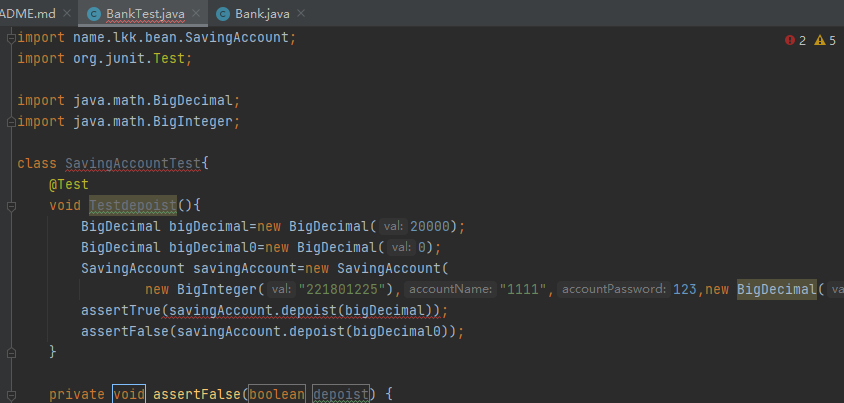 ADME.md × BankTest.java × Bank.java ×
import name.lkk.bean.SavingAccount; 2 5
import org.junit.Test;
import java.math.BigDecimal;
import java.math.BigInteger;
class SavingAccountTest{
@Test
void Testdepoist(){
BigDecimal bigDecimal=new BigDecimal( val: 20000);
BigDecimal bigDecimal0=new BigDecimal( val: 0);
SavingAccount savingAccount=new SavingAccount(
new BigInteger( val: "221801225"), accountName: "1111", accountPassword: 123,new BigDecimal( va
assertTrue(savingAccount.depoist(bigDecimal));
assertFalse(savingAccount.depoist(bigDecimal0));
}
private void assertFalse(boolean depoist) {